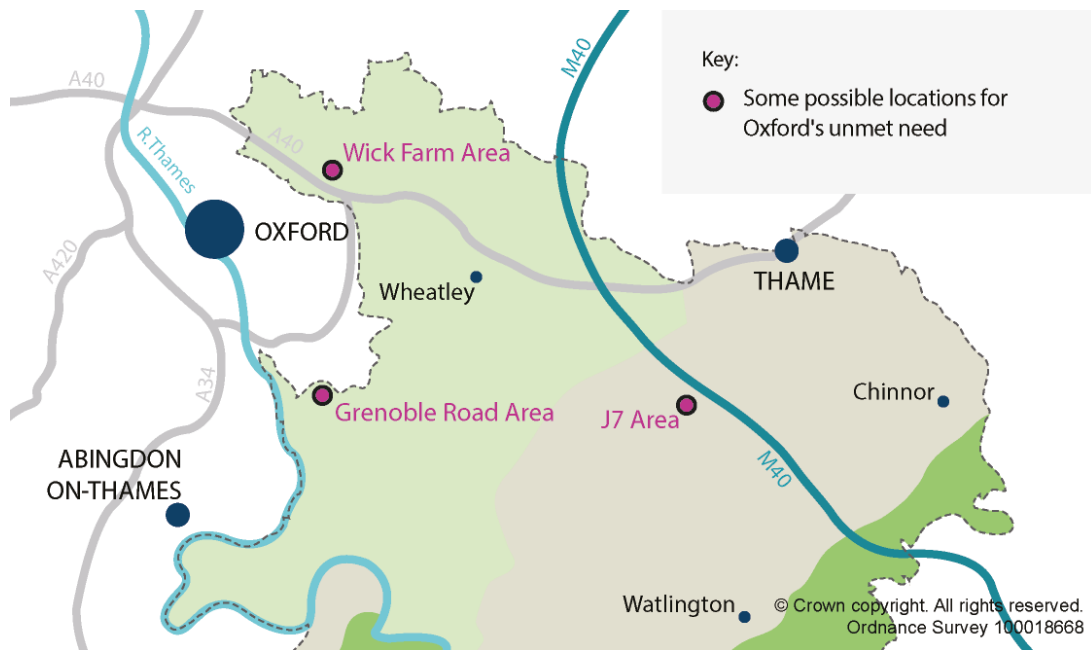 A40
M40
Key:
Some possible locations for
Oxford's unmet need
R.Thames
A40
Wick Farm Area
OXFORD
A420
Wheatley
THAME
A34
Grenoble Road Area
J7 Area
Chinnor
ABINGDON
ON-THAMES
M40
Watlington
© Crown copyright. All rights reserved.
Ordnance Survey 100018668